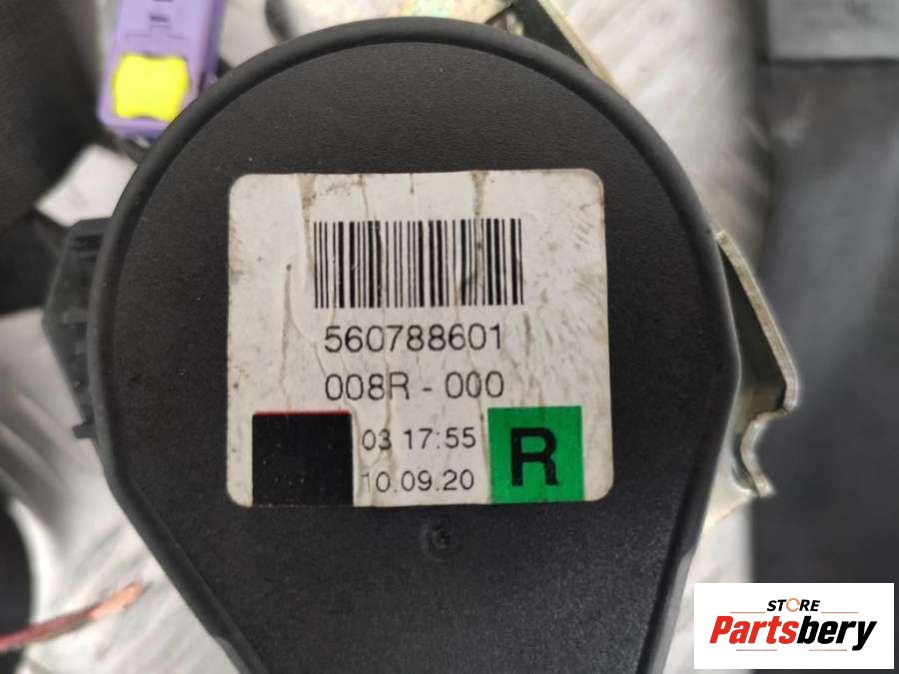 560788601
008R - 000
03 17:55
10.09.20
R
STORE
Partsbery